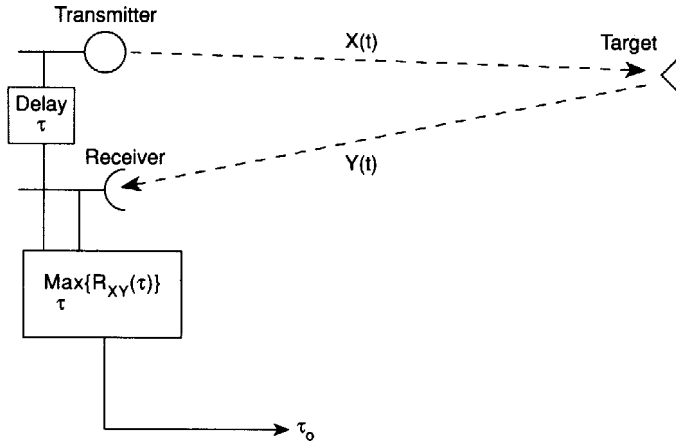 Transmitter
X(t)
Target
Delay
τ
Receiver
Y(t)
Max{R_XY(τ)}
τ
τ_o